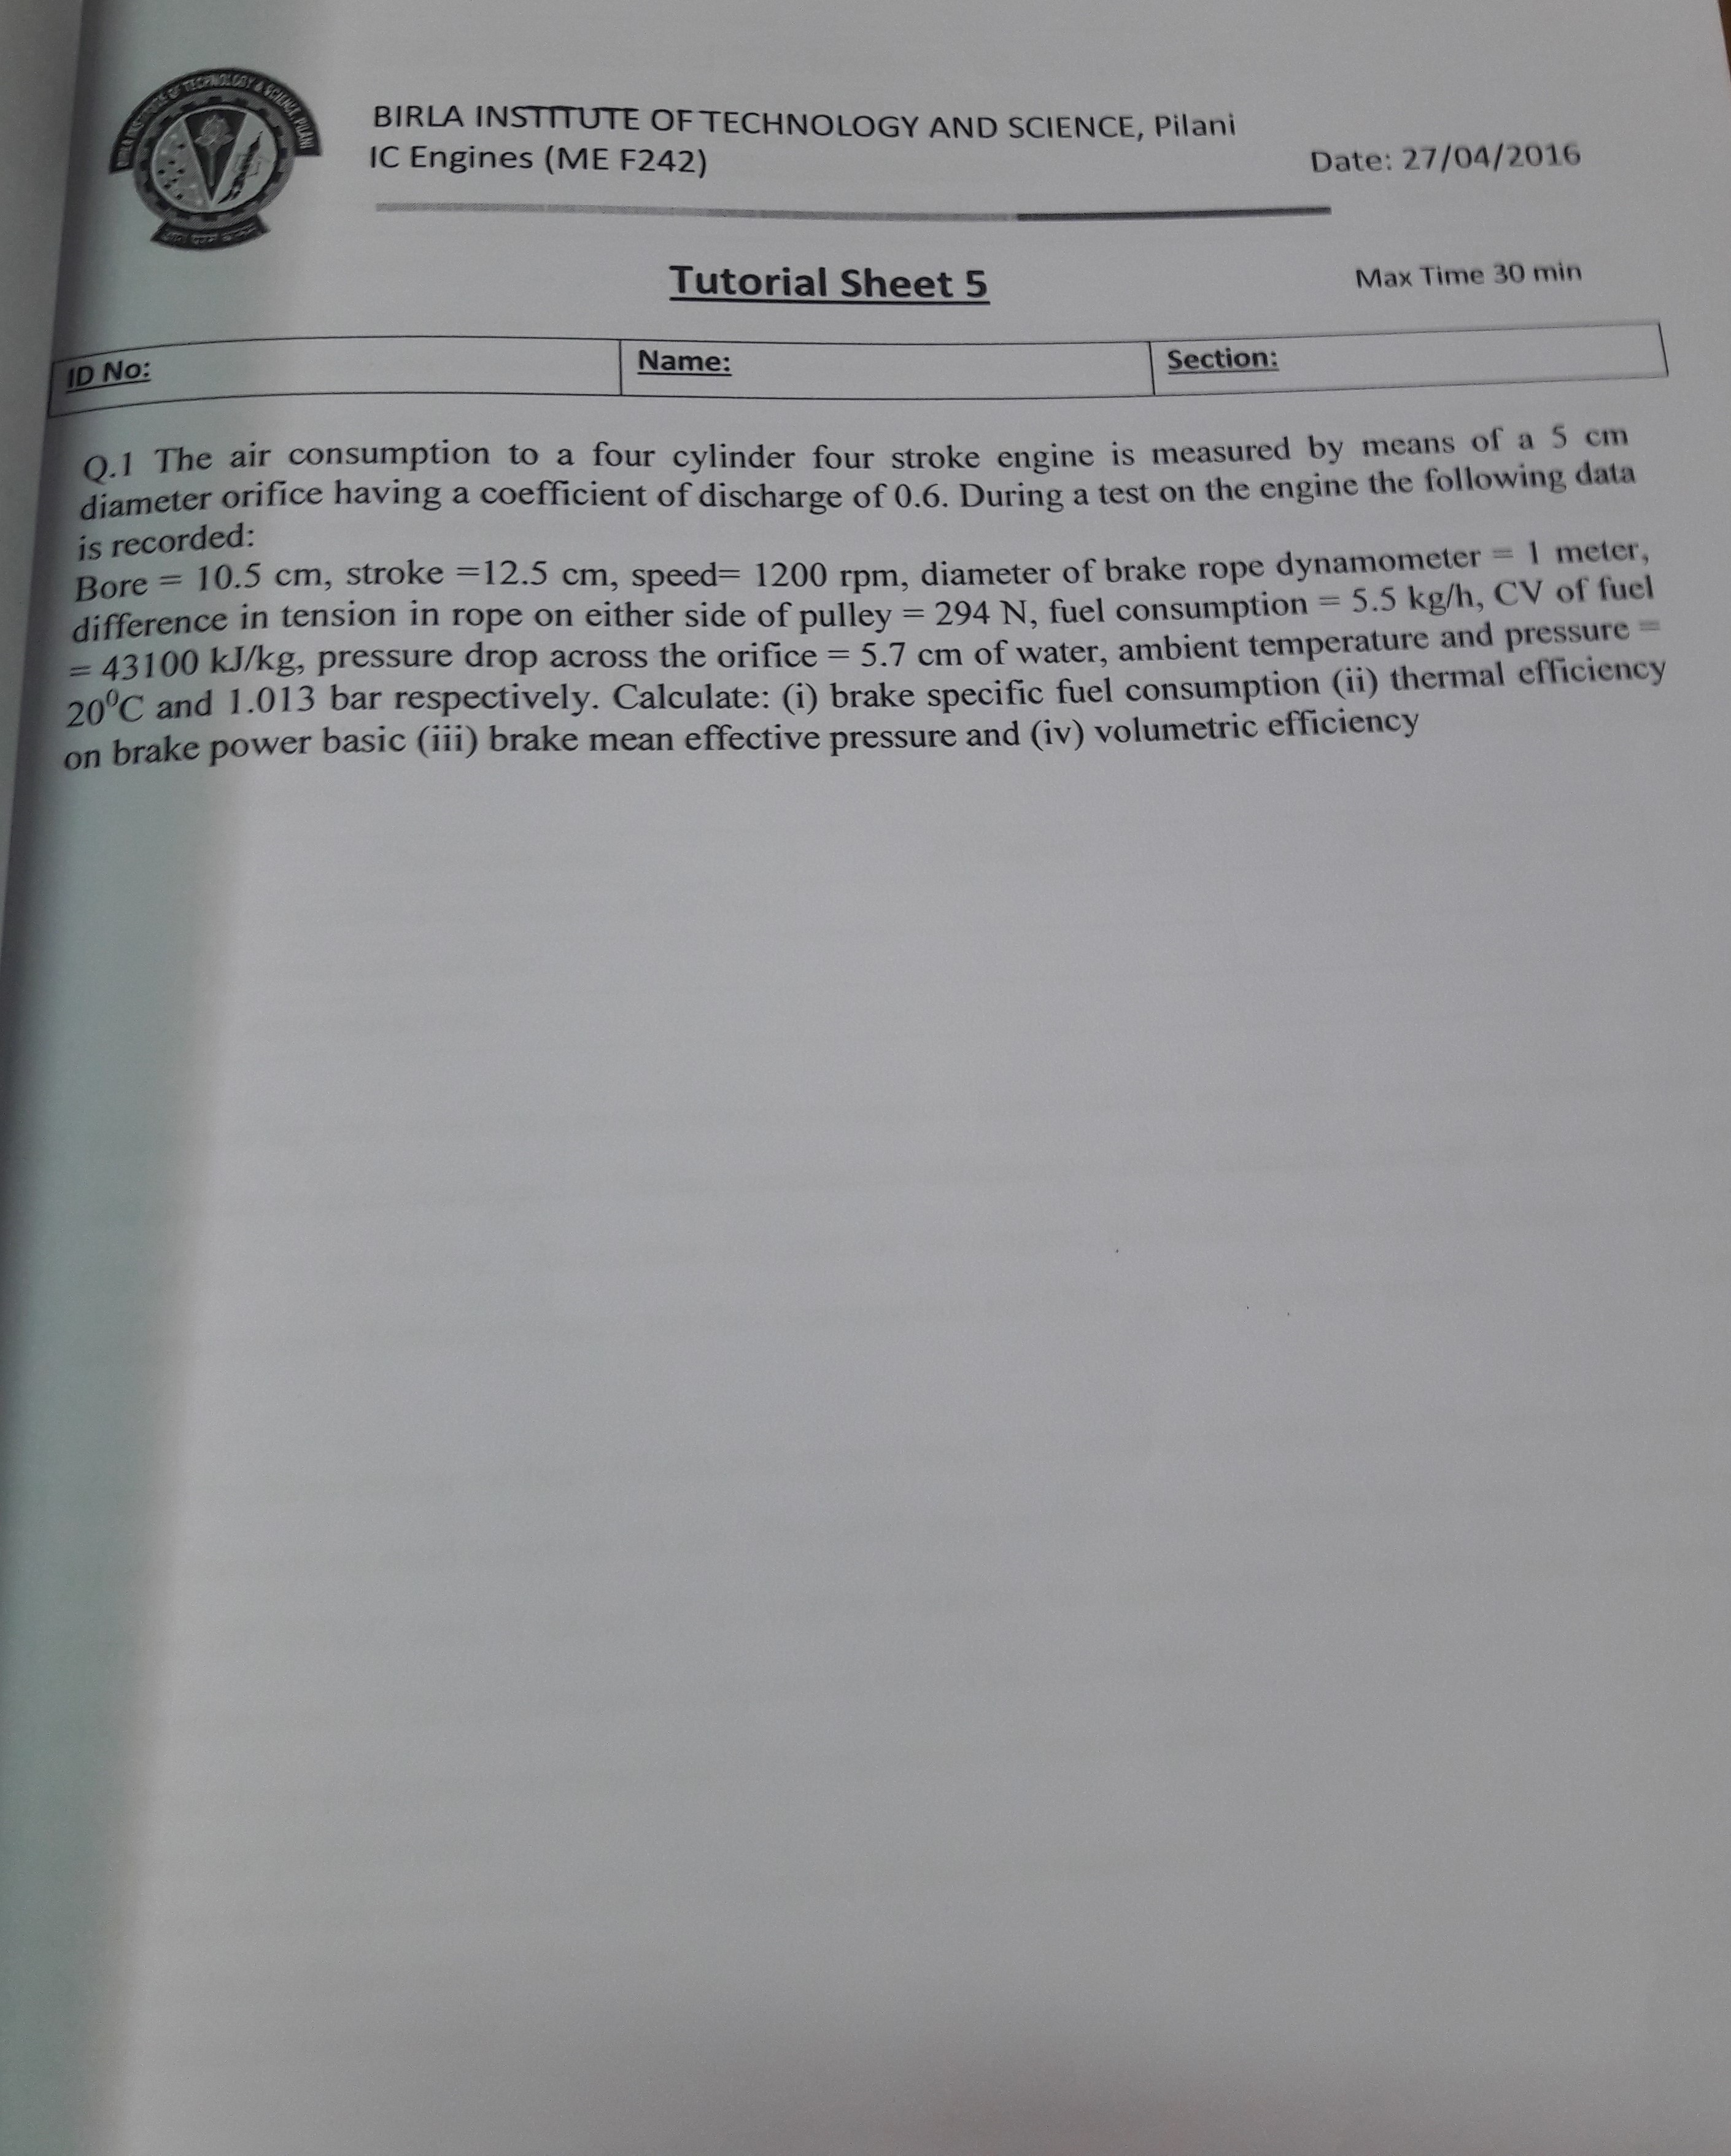 BIRLA INSTITUTE OF TECHNOLOGY & SCIENCE, PILANI
BIRLA INSTITUTE OF TECHNOLOGY AND SCIENCE, Pilani
IC Engines (ME F242)
Date: 27/04/2016
Tutorial Sheet 5
Max Time 30 min
ID No:
Name:
Section:
Q.1 The air consumption to a four cylinder four stroke engine is measured by means of a 5 cm
diameter orifice having a coefficient of discharge of 0.6. During a test on the engine the following data
is recorded:
Bore = 10.5 cm, stroke =12.5 cm, speed= 1200 rpm, diameter of brake rope dynamometer = 1 meter,
difference in tension in rope on either side of pulley = 294 N, fuel consumption = 5.5 kg/h, CV of fuel
= 43100 kJ/kg, pressure drop across the orifice = 5.7 cm of water, ambient temperature and pressure =
20⁰C and 1.013 bar respectively. Calculate: (i) brake specific fuel consumption (ii) thermal efficiency
on brake power basic (iii) brake mean effective pressure and (iv) volumetric efficiency